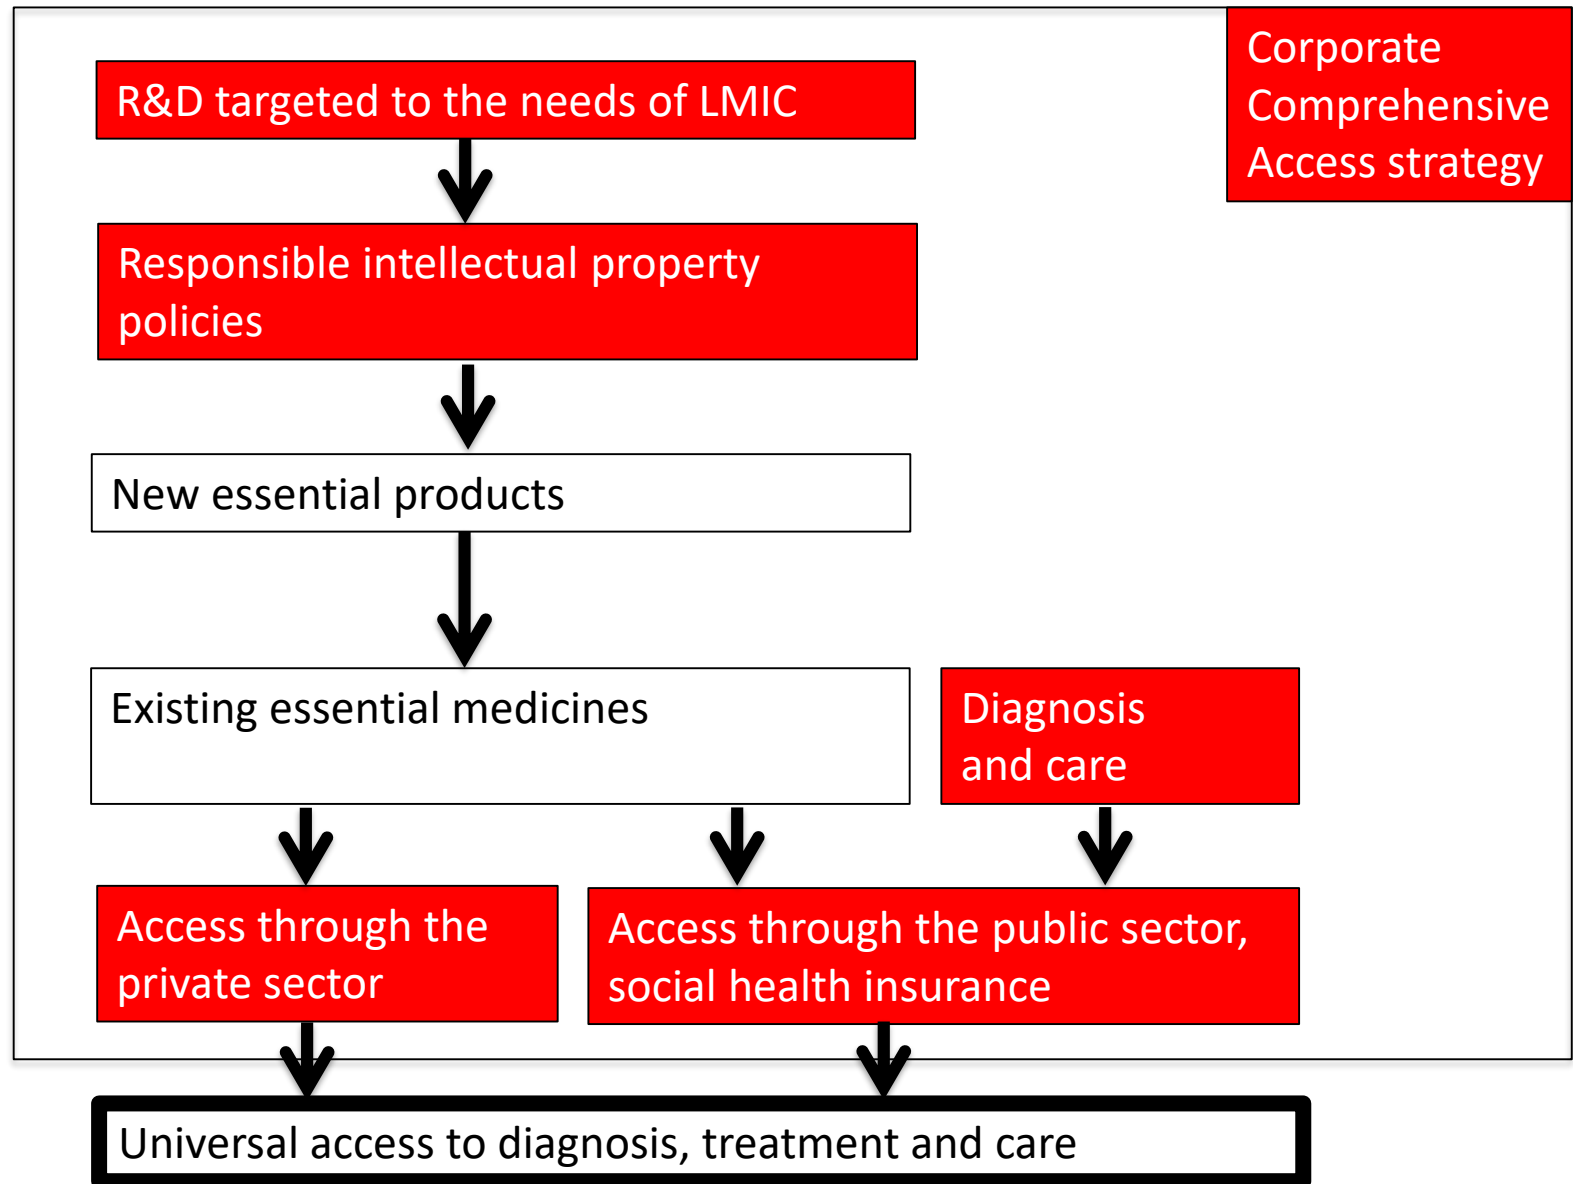 Corporate
Comprehensive
Access strategy
R&D targeted to the needs of LMIC
Responsible intellectual property
policies
New essential products
Existing essential medicines
Diagnosis
and care
Access through the
private sector
Access through the public sector,
social health insurance
Universal access to diagnosis, treatment and care